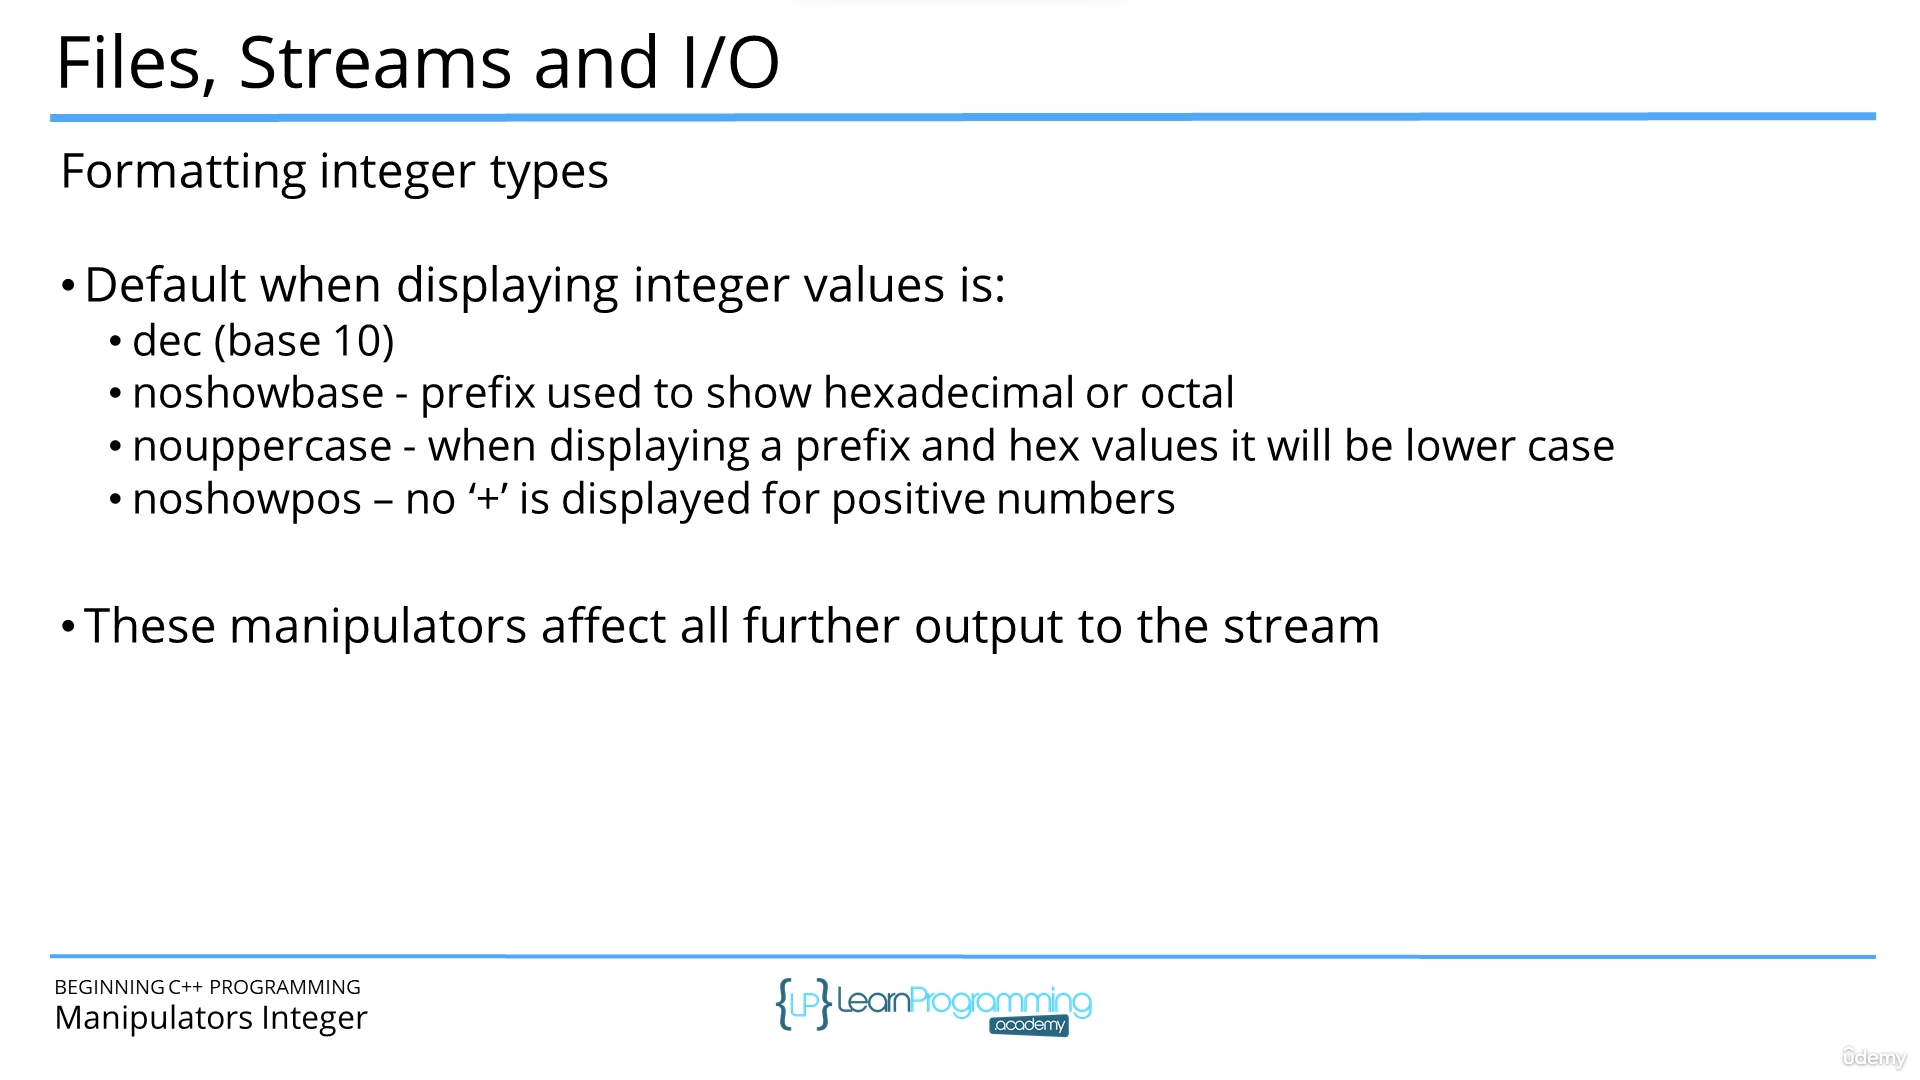 Files, Streams and I/O
Formatting integer types
• Default when displaying integer values is:
• dec (base 10)
• noshowbase - prefix used to show hexadecimal or octal
• nouppercase - when displaying a prefix and hex values it will be lower case
• noshowpos – no ‘+’ is displayed for positive numbers
• These manipulators affect all further output to the stream
BEGINNING C++ PROGRAMMING
Manipulators Integer
{LP} LearnProgramming
.academy
ûdemy